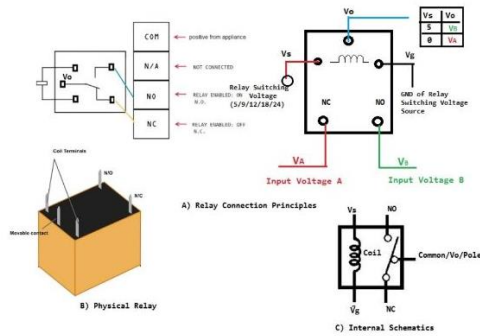 COM
positive from appliance
N/A
NOT CONNECTED
Vo
NO
RELAY ENABLED: ON
N.O.
NC
RELAY ENABLED: OFF
N.C.
Vo
Vs Vo
5 VB
0 VA
Vs
Vg
Relay Switching
Voltage
(5/9/12/18/24)
GND of Relay
Switching Voltage
Source
NC
NO
VA
VB
Input Voltage A
Input Voltage B
A) Relay Connection Principles
Coil Terminals
N/O
N/C
Movable contact
B) Physical Relay
Vs
NO
Coil
Common/Vo/Pole
Vg
NC
C) Internal Schematics